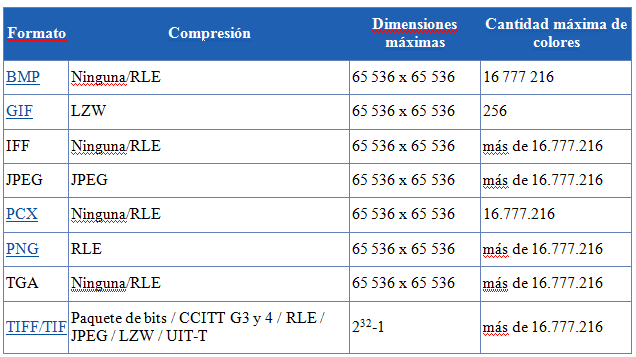 Formato Compresión Dimensiones máximas Cantidad máxima de colores
BMP Ninguna/RLE 65 536 x 65 536 16 777 216
GIF LZW 65 536 x 65 536 256
IFF Ninguna/RLE 65 536 x 65 536 más de 16.777.216
JPEG JPEG 65 536 x 65 536 más de 16.777.216
PCX Ninguna/RLE 65 536 x 65 536 16.777.216
PNG RLE 65 536 x 65 536 más de 16.777.216
TGA Ninguna/RLE 65 536 x 65 536 más de 16.777.216
TIFF/TIF Paquete de bits / CCITT G3 y 4 / RLE /
JPEG / LZW / UIT-T 2³²-1 más de 16.777.216